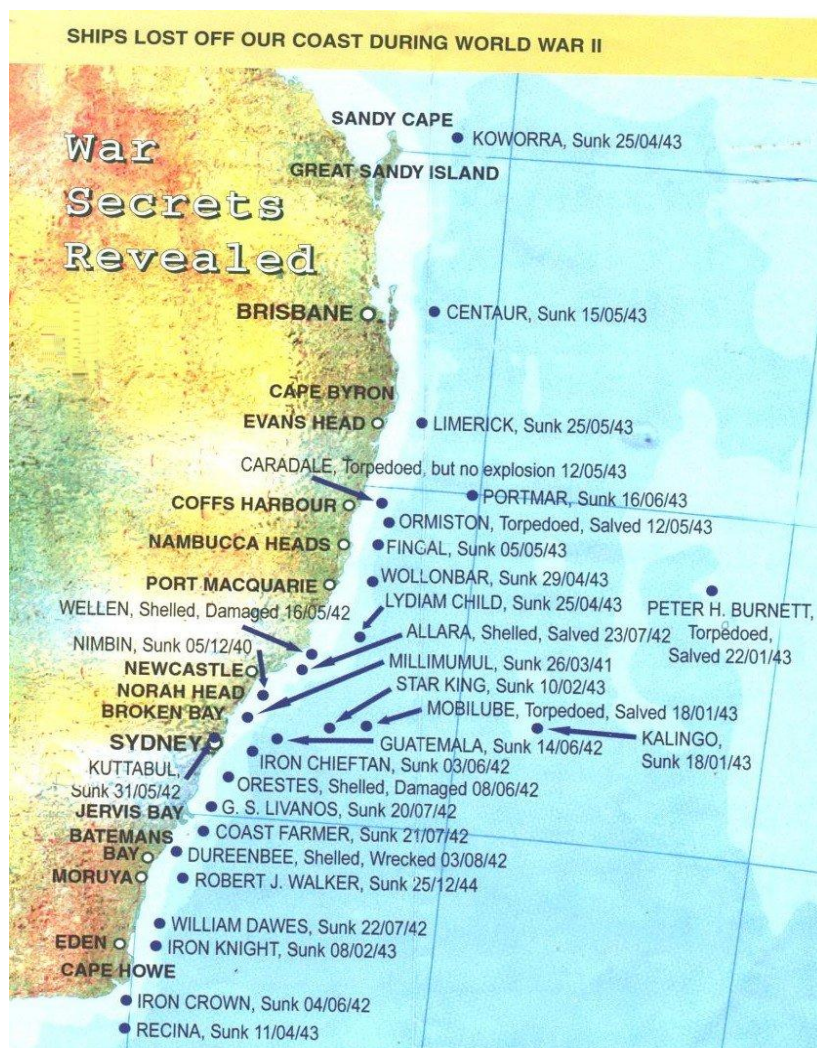 SHIPS LOST OFF OUR COAST DURING WORLD WAR II
War
Secrets
Revealed
SANDY CAPE
KOWORRA, Sunk 25/04/43
GREAT SANDY ISLAND
BRISBANE
CENTAUR, Sunk 15/05/43
CAPE BYRON
EVANS HEAD
LIMERICK, Sunk 25/05/43
CARADALE, Torpedoed, but no explosion 12/05/43
COFFS HARBOUR
PORTMAR, Sunk 16/06/43
ORMISTON, Torpedoed, Salved 12/05/43
NAMBUCCA HEADS
FINCAL, Sunk 05/05/43
PORT MACQUARIE
WOLLONBAR, Sunk 29/04/43
WELLEN, Shelled, Damaged 16/05/42
LYDIAM CHILD, Sunk 25/04/43
PETER H. BURNETT,
Torpedoed,
Salved 22/01/43
NIMBIN, Sunk 05/12/40
ALLARA, Shelled, Salved 23/07/42
NEWCASTLE
MILLIMUMUL, Sunk 26/03/41
NORAH HEAD
STAR KING, Sunk 10/02/43
BROKEN BAY
MOBILUBE, Torpedoed, Salved 18/01/43
SYDNEY
GUATEMALA, Sunk 14/06/42
KALINGO,
Sunk 18/01/43
KUTTABUL,
Sunk 31/05/42
IRON CHIEFTAN, Sunk 03/06/42
ORESTES, Shelled, Damaged 08/06/42
JERVIS BAY
G. S. LIVANOS, Sunk 20/07/42
BATEMANS
BAY
COAST FARMER, Sunk 21/07/42
DUREENBEE, Shelled, Wrecked 03/08/42
MORUYA
ROBERT J. WALKER, Sunk 25/12/44
WILLIAM DAWES, Sunk 22/07/42
EDEN
IRON KNIGHT, Sunk 08/02/43
CAPE HOWE
IRON CROWN, Sunk 04/06/42
RECINA, Sunk 11/04/43